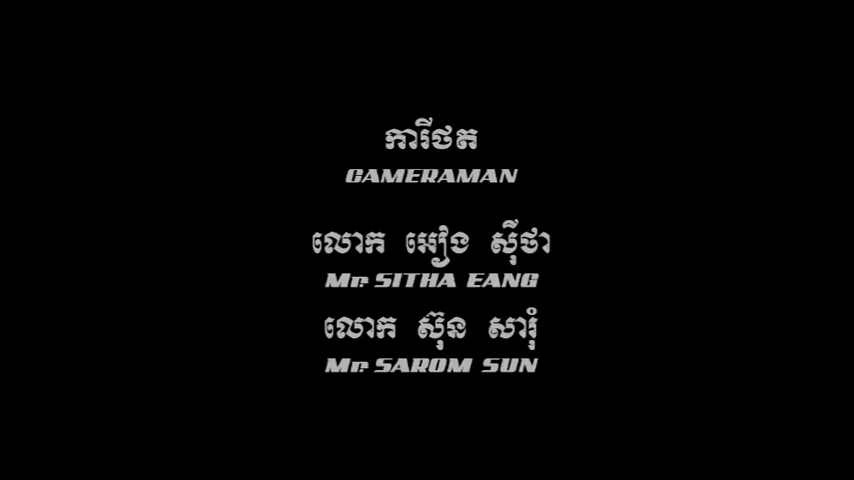 ការីថត
CAMERAMAN
លោក អៀង ស៊ីថា
Mr. SITHA EANG
លោក ស៊ុន សារុំ
Mr. SAROM SUN